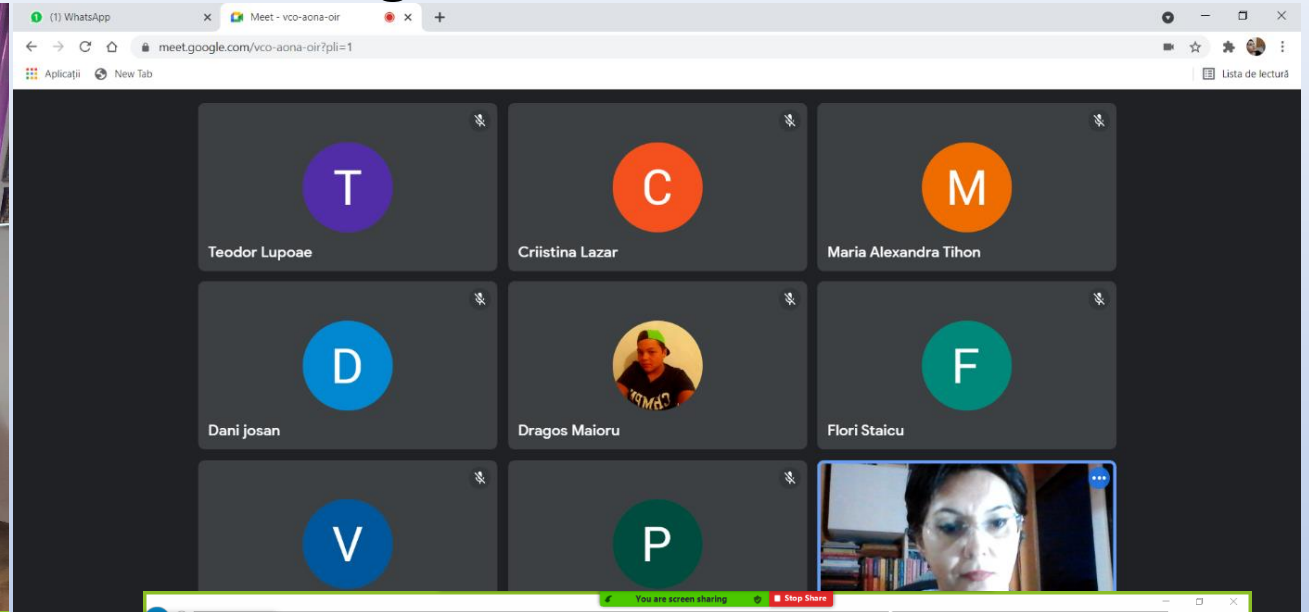 (1) WhatsApp
Meet - vco-aona-oir
meet.google.com/vco-aona-oir?pli=1
Aplicații
New Tab
Lista de lectură
T
C
M
Teodor Lupoae
Criistina Lazar
Maria Alexandra Tihon
D
F
Dani josan
Dragos Maioru
Flori Staicu
V
P
You are screen sharing
Stop Share